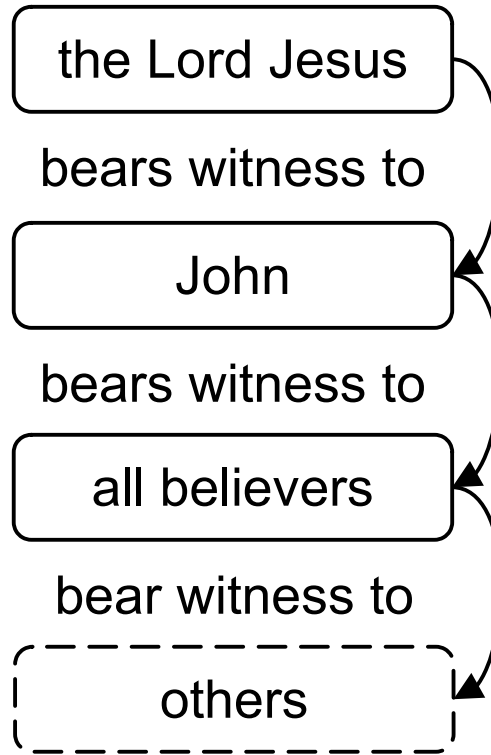 the Lord Jesus
bears witness to
John
bears witness to
all believers
bear witness to
others